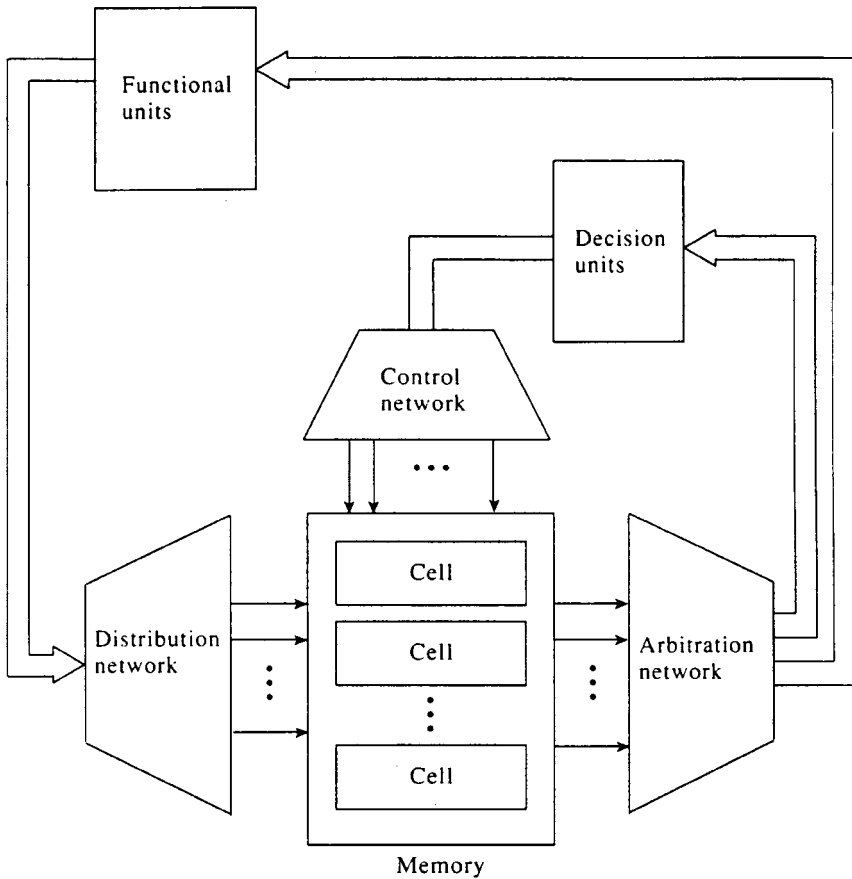 Functional
units
Decision
units
Control
network
Cell
Distribution
network
Cell
Arbitration
network
Cell
Memory